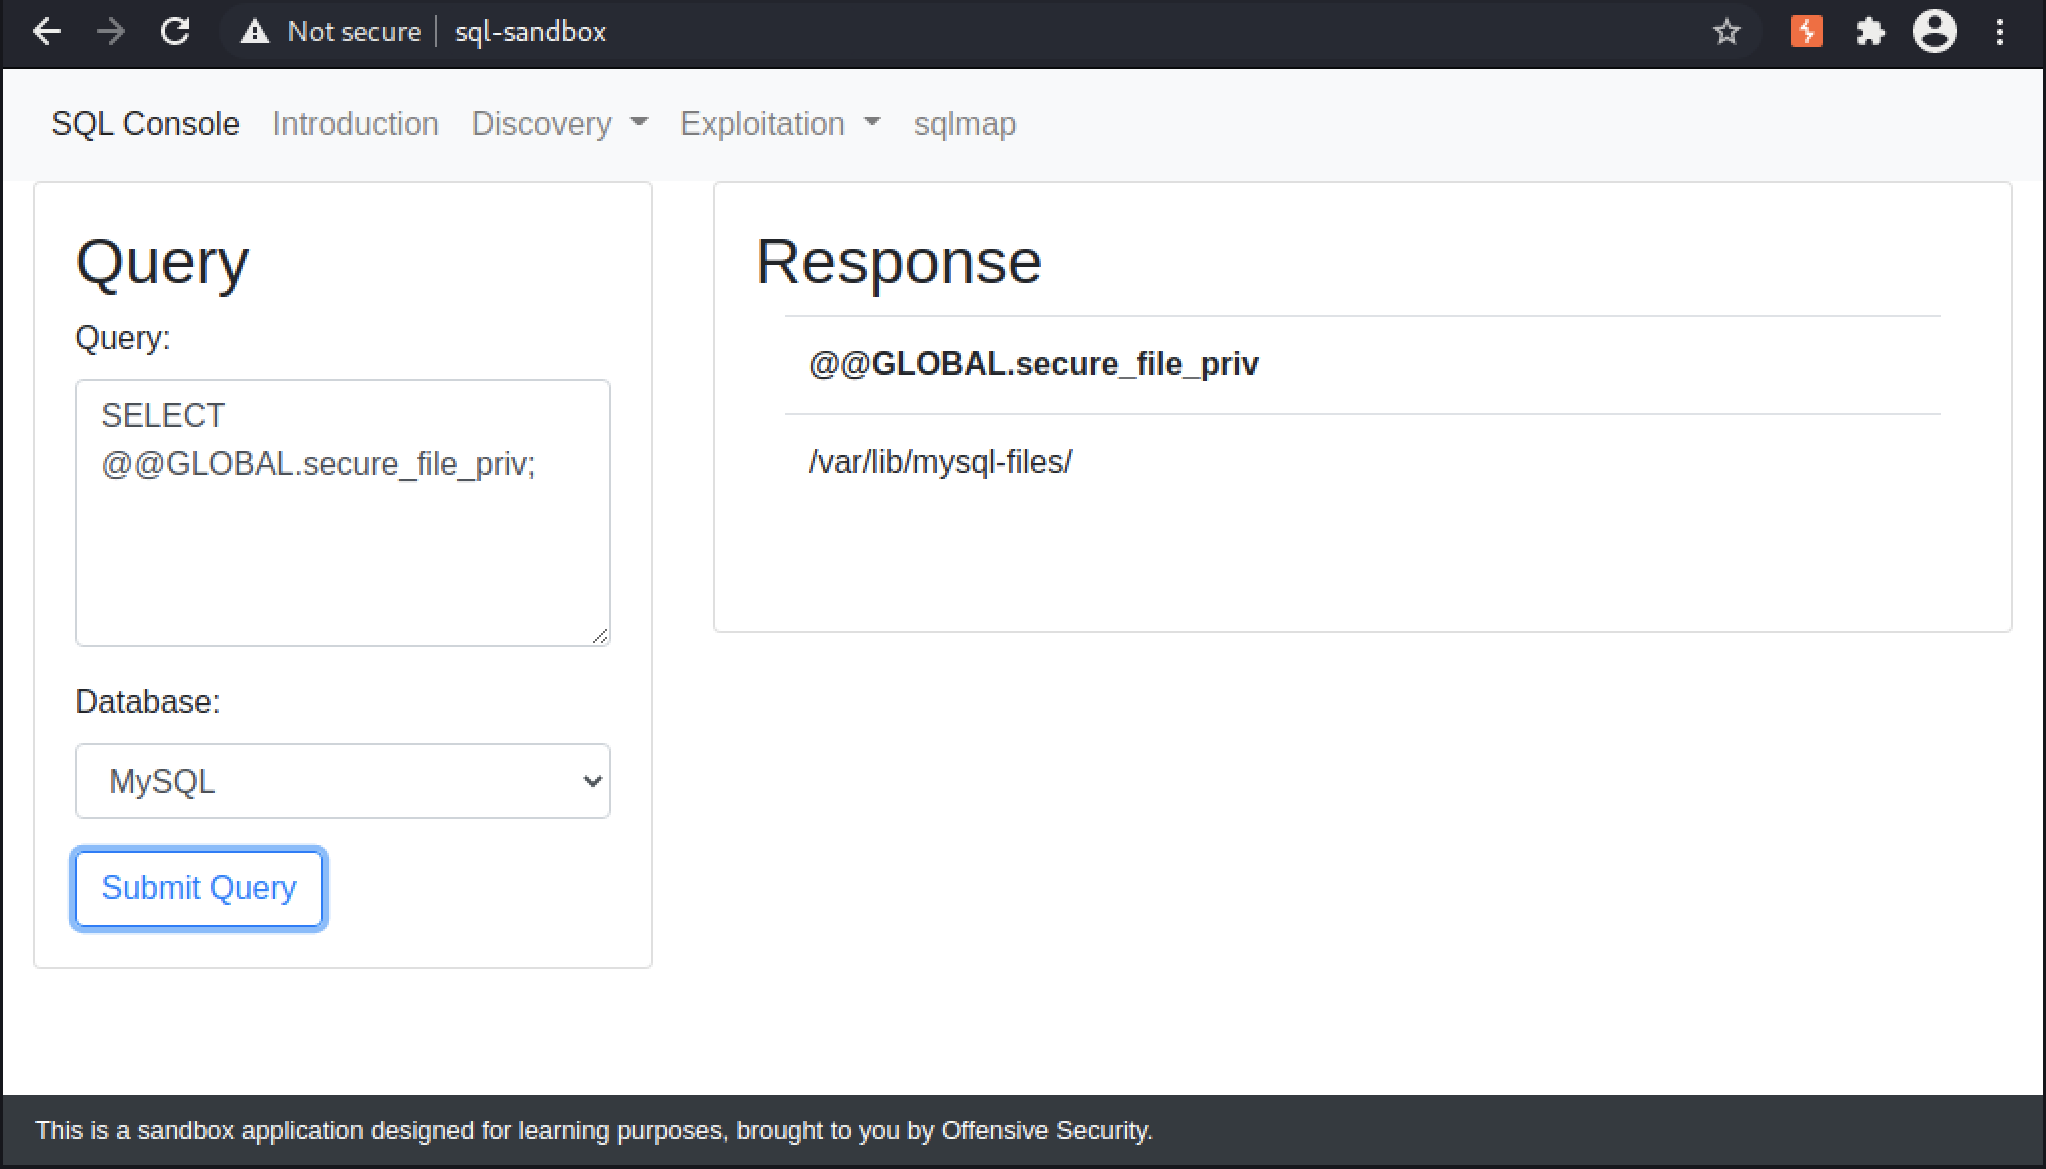 Not secure sql-sandbox
SQL Console Introduction Discovery Exploitation sqlmap
Query
Query:
SELECT
@@GLOBAL.secure_file_priv;
Database:
MySQL
Submit Query
Response
@@GLOBAL.secure_file_priv
/var/lib/mysql-files/
This is a sandbox application designed for learning purposes, brought to you by Offensive Security.